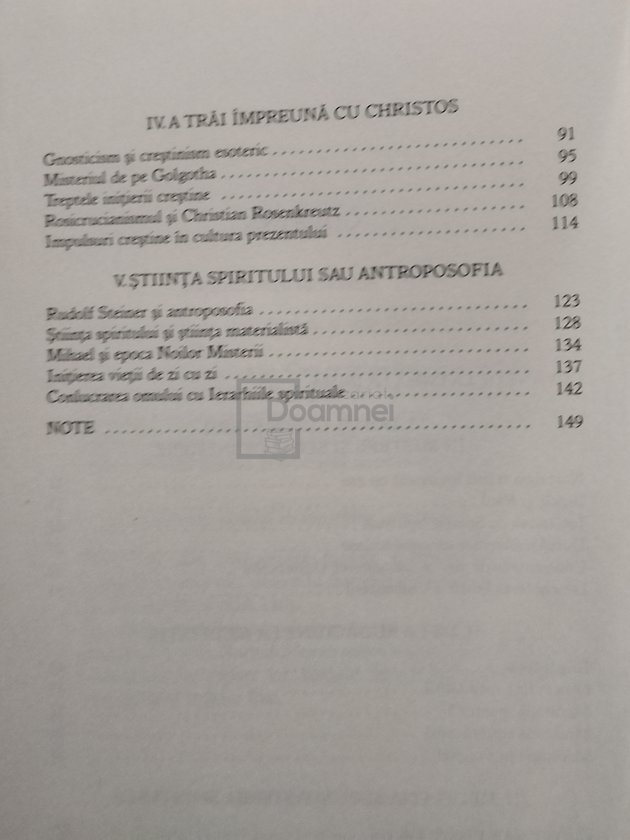 IV. A TRĂI ÎMPREUNĂ CU CHRISTOS
Gnosticism și creștinism esoteric ............................ 91
Misteriul de pe Golgotha ................................. 95
Treptele inițierii creștine ................................. 99
Rosicrucianismul și Christian Rosenkreutz .................... 108
Impulsuri creștine în cultura prezentului ..................... 114
V. ȘTIINȚA SPIRITULUI SAU ANTROPOSOFIA
Rudolf Steiner și antroposofia ............................... 123
Știința spiritului și știința materialistă ........................ 128
Mihael și epoca Noilor Misterii ............................. 134
Inițierea vieții de zi cu zi .................................. 137
Conlucrarea omului cu Ierarhiile spirituale .................... 142
Doamnei
NOTE ................................................ 149